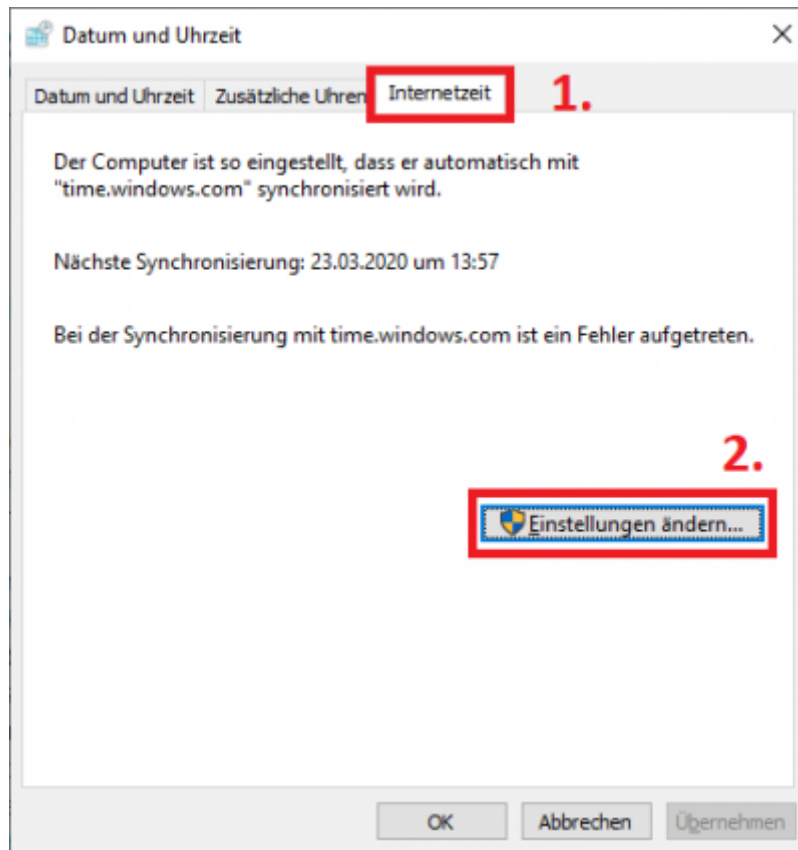 Datum und Uhrzeit
Datum und Uhrzeit Zusätzliche Uhren Internetzeit 1.
Der Computer ist so eingestellt, dass er automatisch mit
"time.windows.com" synchronisiert wird.
Nächste Synchronisierung: 23.03.2020 um 13:57
Bei der Synchronisierung mit time.windows.com ist ein Fehler aufgetreten.
2.
Einstellungen ändern...
OK Abbrechen Übernehmen